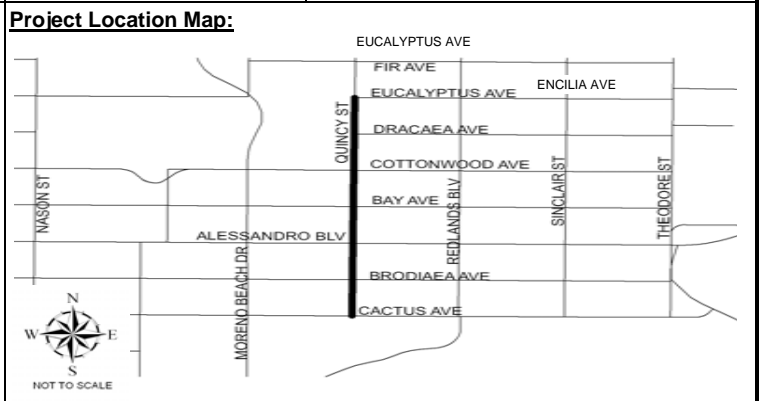 Project Location Map:
EUCALYPTUS AVE
FIR AVE
EUCALYPTUS AVE
ENCILIA AVE
QUINCY ST
DRACAEA AVE
COTTONWOOD AVE
NASON ST
BAY AVE
REDLANDS BLV
SINCLAIR ST
THEODORE ST
ALESSANDRO BLV
MORENO BEACH DR
BRODIAEA AVE
CACTUS AVE
N
W
E
S
NOT TO SCALE